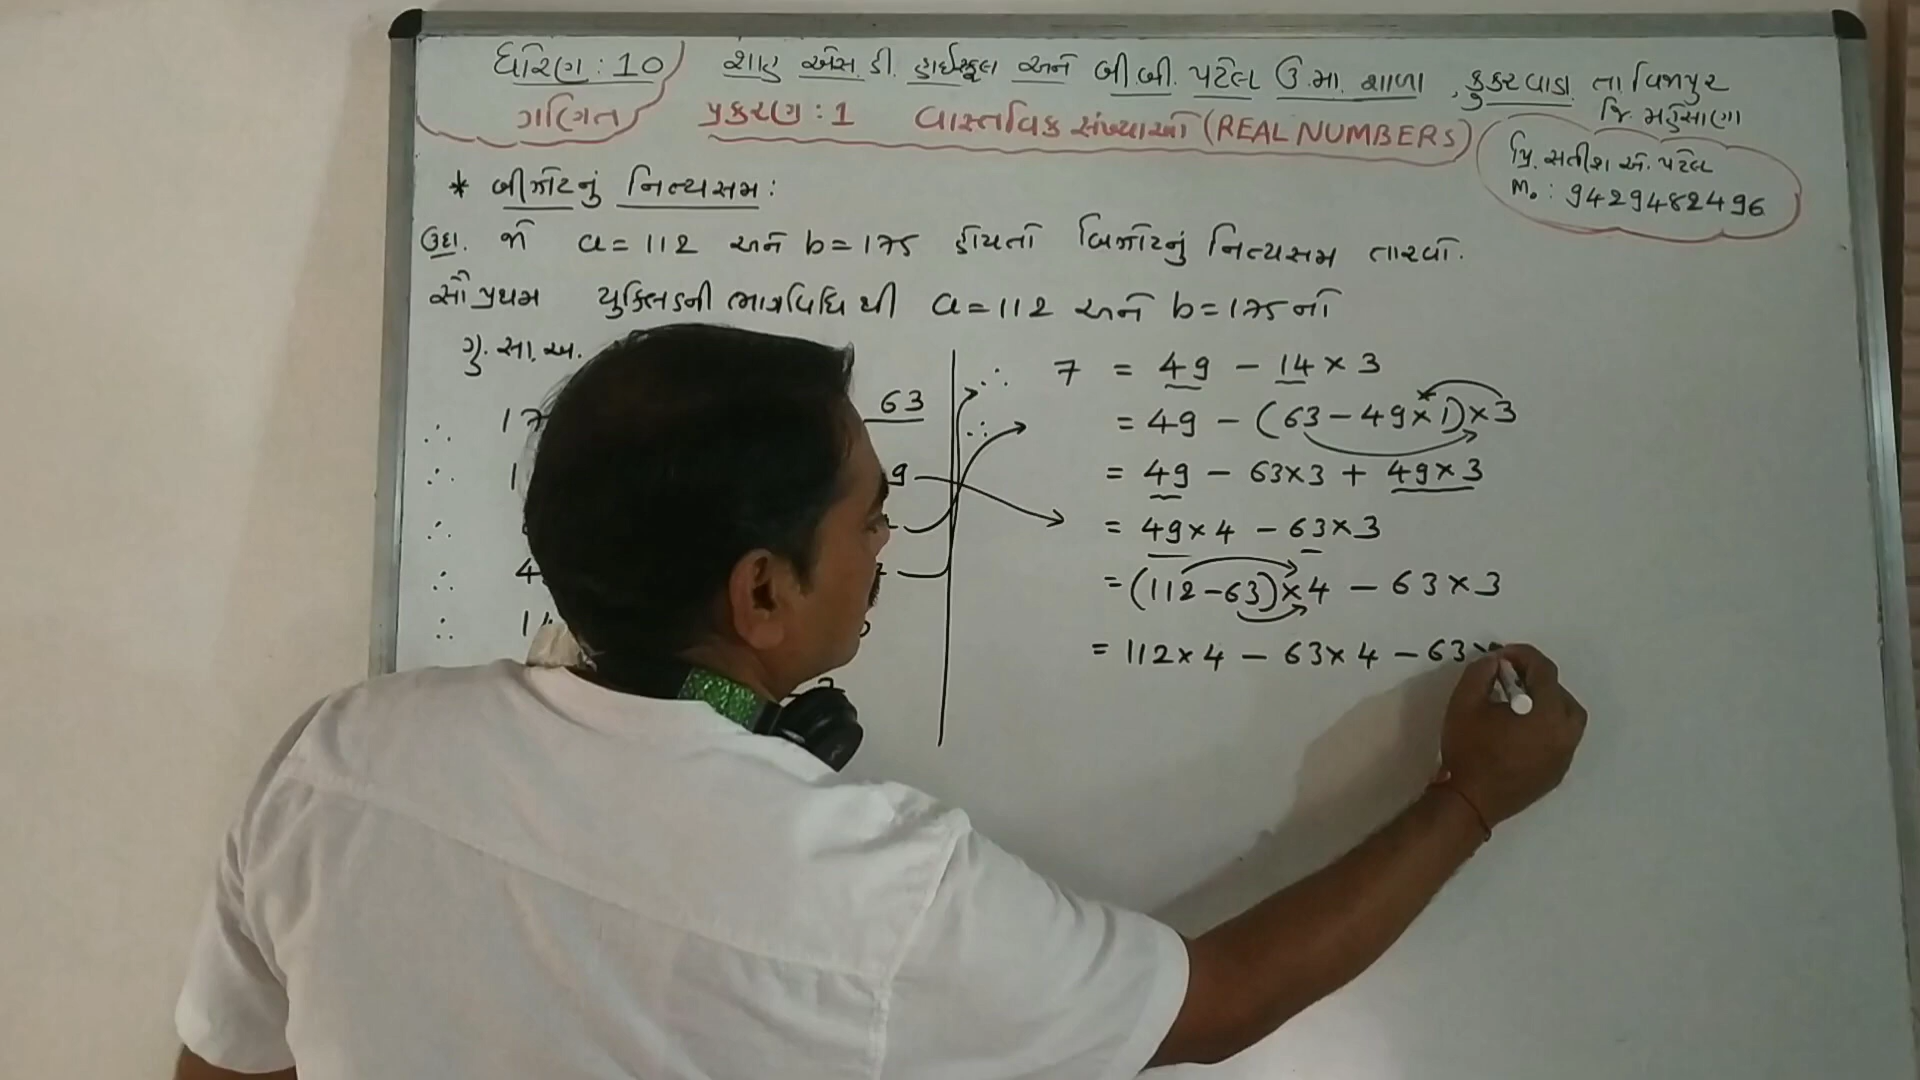 ધોરણ : 10
ગણિત
શાહ એસ.ડી. હાઈસ્કૂલ અને બી.બી. પટેલ ઉ.મા. શાળા, કુકરવાડા તા. વિજાપુર
જિ. મહેસાણા
પ્રકરણ : 1 વાસ્તવિક સંખ્યાઓ (REAL NUMBERS)
પ્રિ. સતીશ એ. પટેલ
Mo. : 9429482496
* બીઝોટનું નિત્યસમ :
ઉદા. જો a = 112 અને b = 175 હોયતો બિઝોટનું નિત્યસમ તારવો.
સૌ પ્રથમ યુક્લિડની ભાગવિધિ થી a = 112 અને b = 175 નો
ગુ. સા. અ.
63
∴ 7 = 49 - 14 × 3
∴ = 49 - (63 - 49 × 1) × 3
= 49 - 63 × 3 + 49 × 3
= 49 × 4 - 63 × 3
= (112 - 63) × 4 - 63 × 3
= 112 × 4 - 63 × 4 - 63 ×